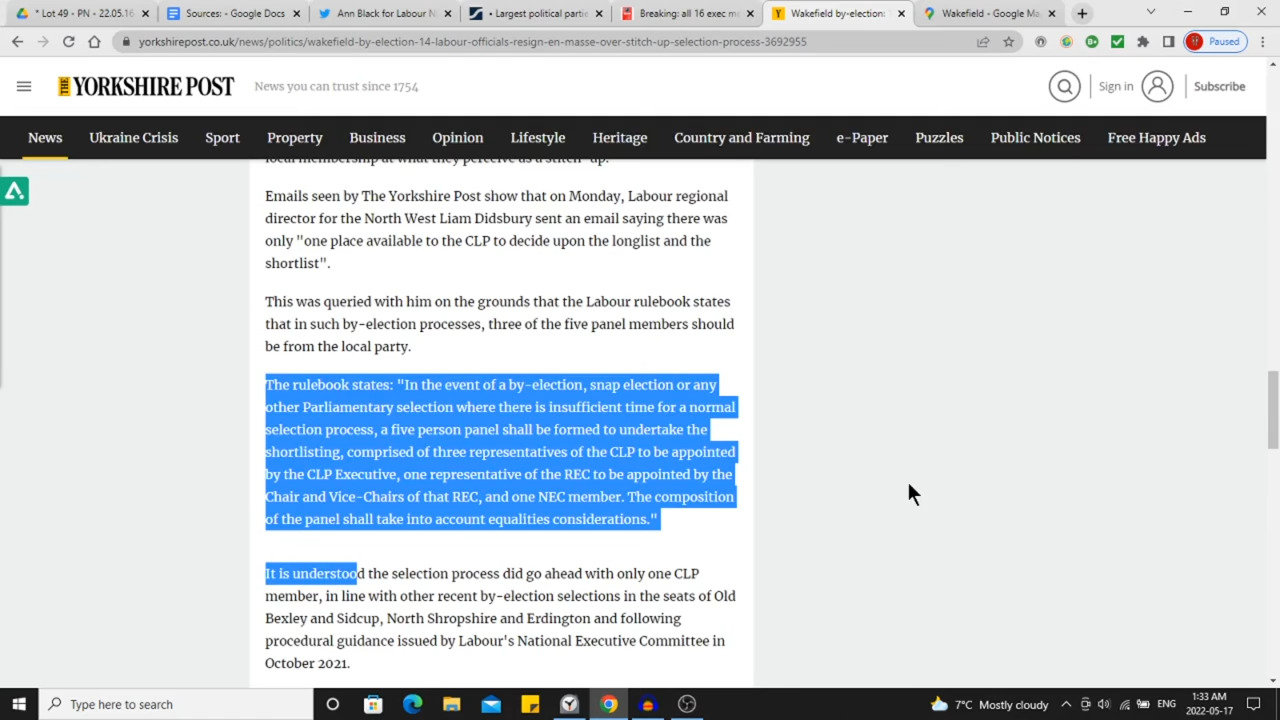 * Lot 49 - PN - 22.05.16
Sources: - Google Docs
Ann Black for Labour N
• Largest political partie
Breaking: all 16 exec m
Wakefield by-election:
Wakefield - Google Ma
yorkshirepost.co.uk/news/politics/wakefield-by-election-14-labour-officials-resign-en-masse-over-stitch-up-selection-process-3692955
Paused
THE YORKSHIRE POST
News you can trust since 1754
Sign in
Subscribe
News Ukraine Crisis Sport Property Business Opinion Lifestyle Heritage Country and Farming e-Paper Puzzles Public Notices Free Happy Ads
local membership at what they perceive as a stitch-up.
Emails seen by The Yorkshire Post show that on Monday, Labour regional
director for the North West Liam Didsbury sent an email saying there was
only "one place available to the CLP to decide upon the longlist and the
shortlist".
This was queried with him on the grounds that the Labour rulebook states
that in such by-election processes, three of the five panel members should
be from the local party.
The rulebook states: "In the event of a by-election, snap election or any
other Parliamentary selection where there is insufficient time for a normal
selection process, a five person panel shall be formed to undertake the
shortlisting, comprised of three representatives of the CLP to be appointed
by the CLP Executive, one representative of the REC to be appointed by the
Chair and Vice-Chairs of that REC, and one NEC member. The composition
of the panel shall take into account equalities considerations."
It is understood the selection process did go ahead with only one CLP
member, in line with other recent by-election selections in the seats of Old
Bexley and Sidcup, North Shropshire and Erdington and following
procedural guidance issued by Labour's National Executive Committee in
October 2021.
Type here to search
7°C Mostly cloudy
ENG
1:33 AM
2022-05-17